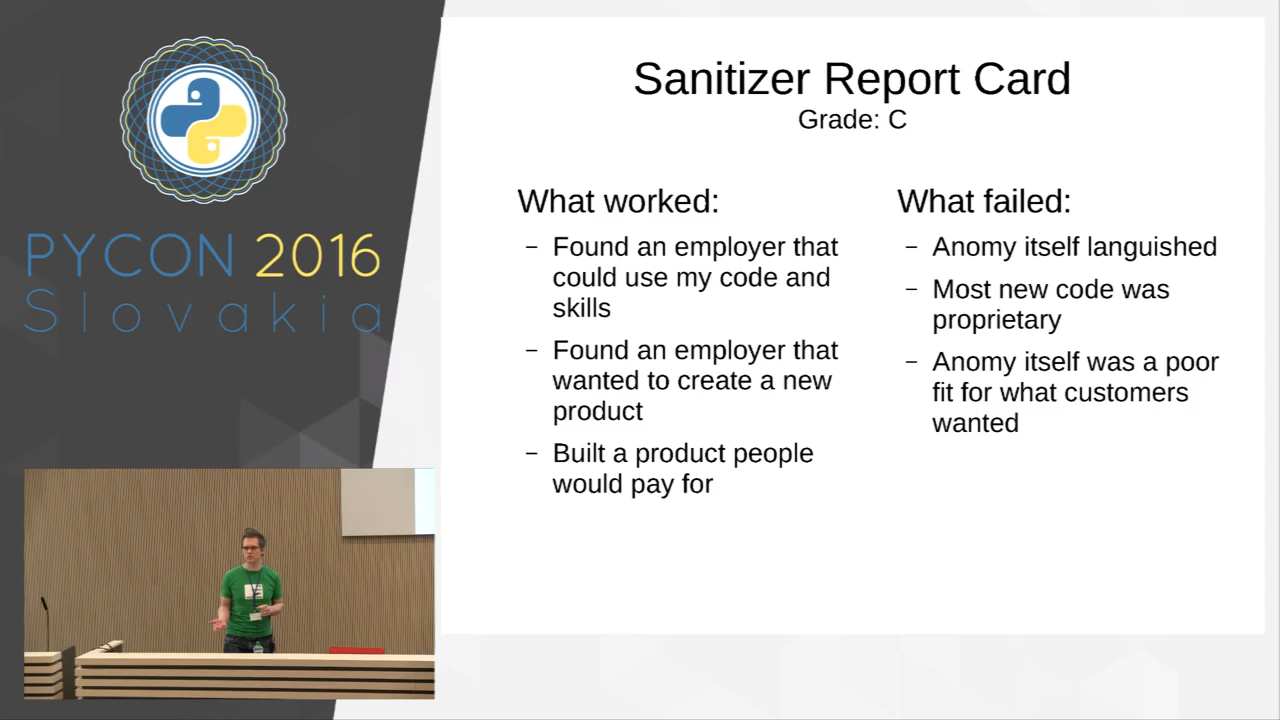 PYCON 2016
Slovakia
Sanitizer Report Card
Grade: C
What worked:
– Found an employer that
could use my code and
skills
– Found an employer that
wanted to create a new
product
– Built a product people
would pay for
What failed:
– Anomy itself languished
– Most new code was
proprietary
– Anomy itself was a poor
fit for what customers
wanted